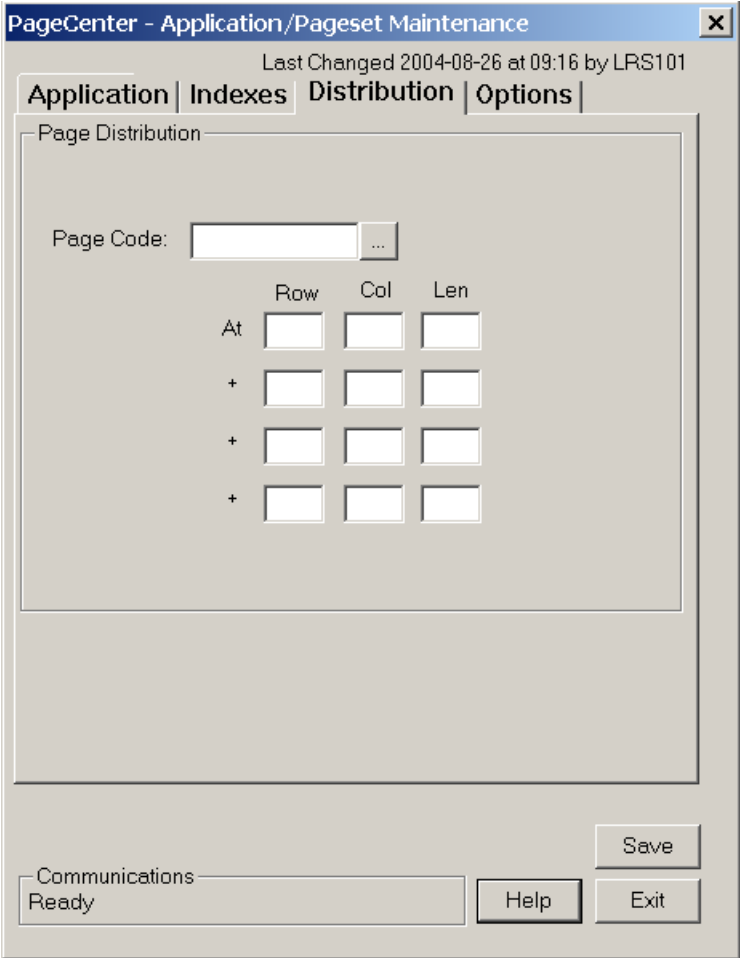 PageCenter - Application/Pageset Maintenance
Last Changed 2004-08-26 at 09:16 by LRS101
Application | Indexes Distribution | Options |
Page Distribution
Page Code: ...
Row Col Len
At
+
+
+
Save
Communications
Ready
Help Exit